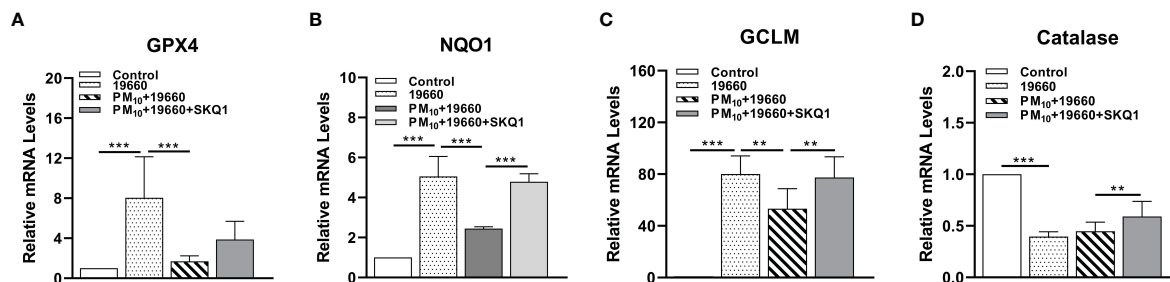 A
GPX4
Relative mRNA Levels
20
16
12
8
4
0
Control
19660
PM₁₀+19660
PM₁₀+19660+SKQ1
***
***
B
NQO1
Relative mRNA Levels
10
8
6
4
2
0
Control
19660
PM₁₀+19660
PM₁₀+19660+SKQ1
***
***
***
C
GCLM
Relative mRNA Levels
160
120
80
40
0
Control
19660
PM₁₀+19660
PM₁₀+19660+SKQ1
***
**
**
D
Catalase
Relative mRNA Levels
2.0
1.5
1.0
0.5
0.0
Control
19660
PM₁₀+19660
PM₁₀+19660+SKQ1
***
**